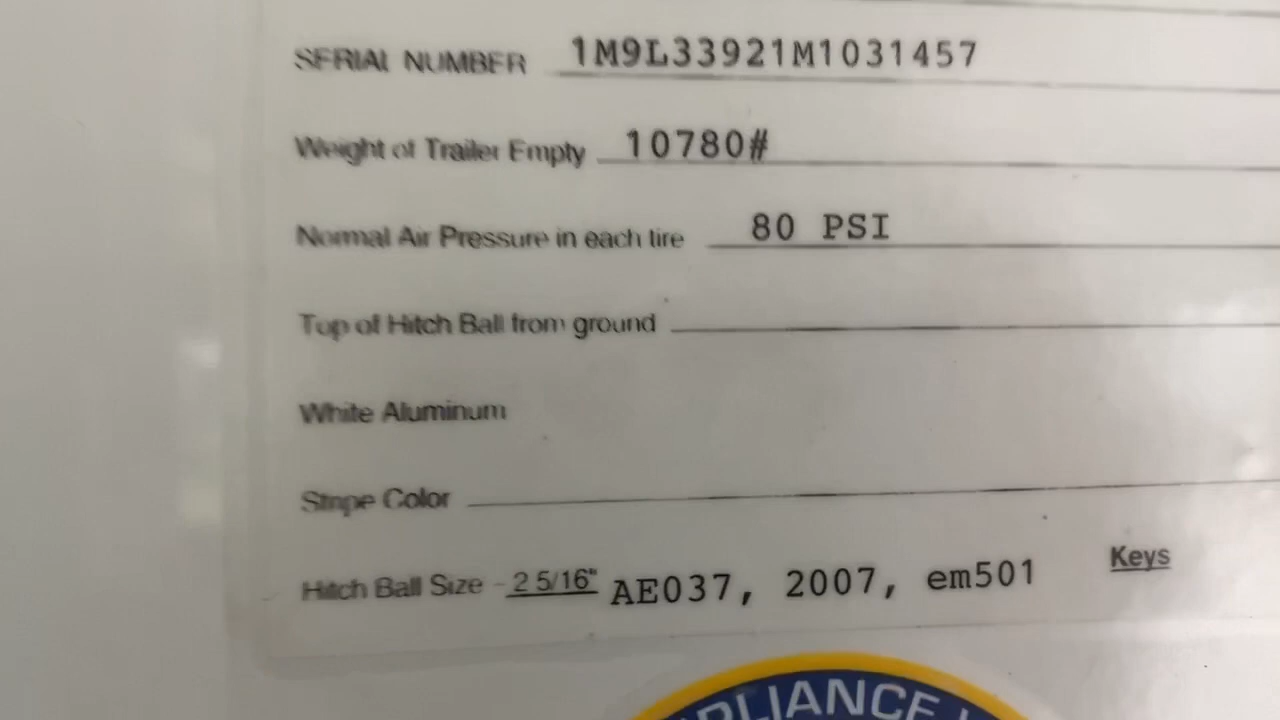 SERIAL NUMBER 1M9L33921M1031457
Weight of Trailer Empty 10780#
Normal Air Pressure in each tire 80 PSI
Top of Hitch Ball from ground
White Aluminum
Stripe Color
Hitch Ball Size - 2 5/16" AE037, 2007, em501 Keys